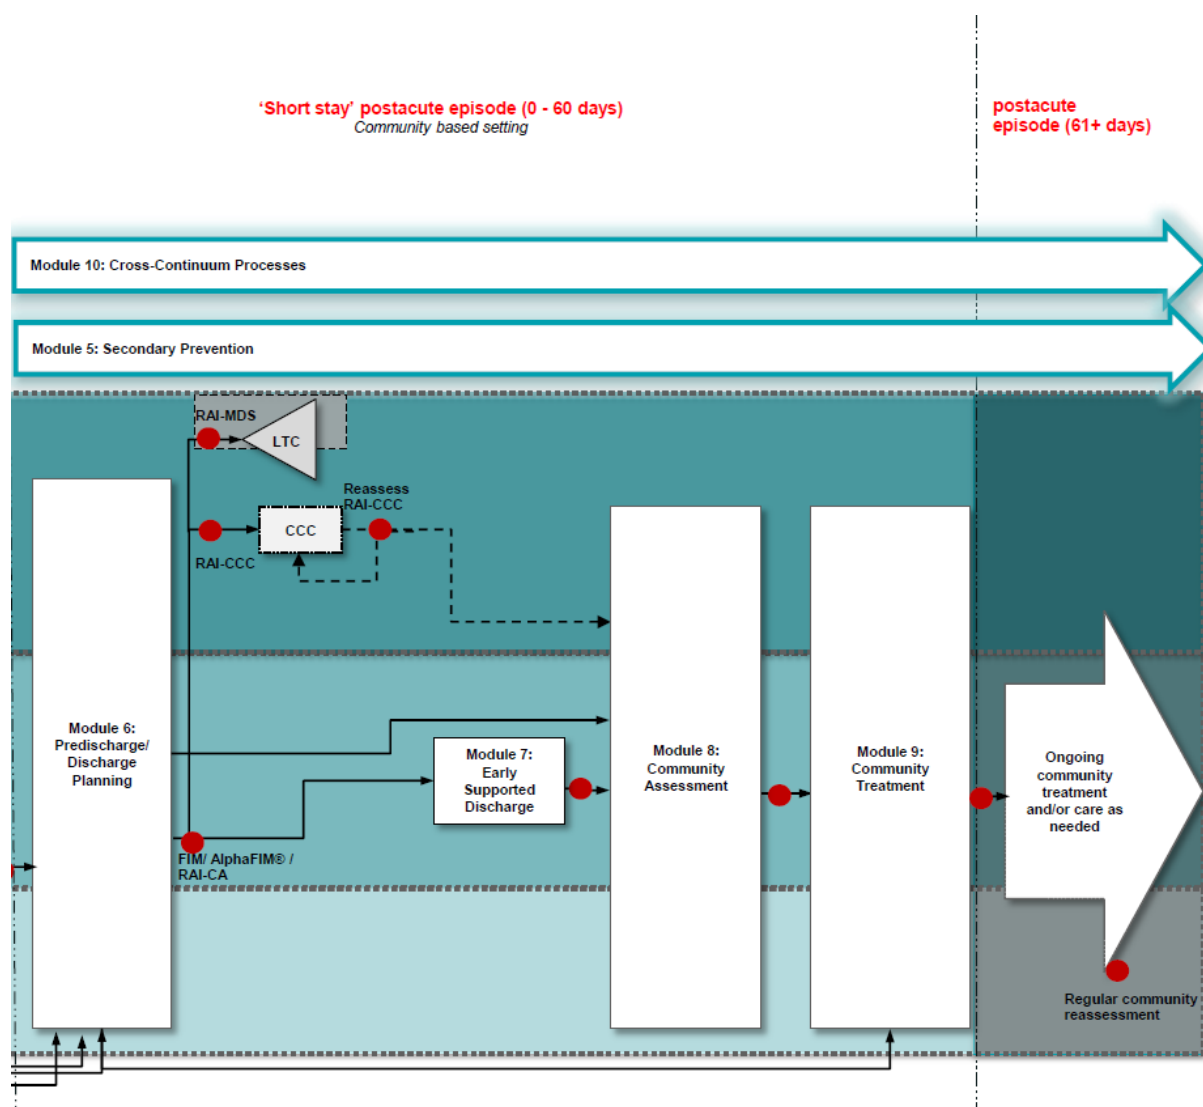 ‘Short stay’ postacute episode (0 - 60 days)
Community based setting
postacute
episode (61+ days)
Module 10: Cross-Continuum Processes
Module 5: Secondary Prevention
RAI-MDS
LTC
Reassess
RAI-CCC
CCC
RAI-CCC
Module 6:
Predischarge/
Discharge
Planning
Module 7:
Early
Supported
Discharge
Module 8:
Community
Assessment
Module 9:
Community
Treatment
Ongoing
community
treatment
and/or care as
needed
FIM/ AlphaFIM® /
RAI-CA
Regular community
reassessment